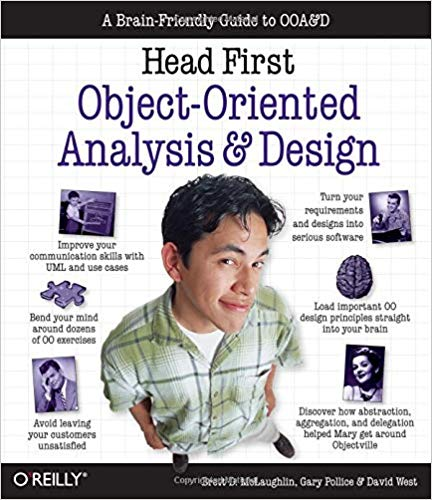 A Brain-Friendly Guide to OOA&D
Head First
Object-Oriented
Analysis & Design
Improve your
communication skills with
UML and use cases
Bend your mind
around dozens
of OO exercises
Avoid leaving
your customers
unsatisfied
Turn your
requirements
and designs into
serious software
Load important OO
design principles straight
into your brain
Discover how abstraction,
aggregation, and delegation
helped Mary get around
Objectville
O'REILLY®
Brett D. McLaughlin, Gary Pollice & David West
Copyrighted Material